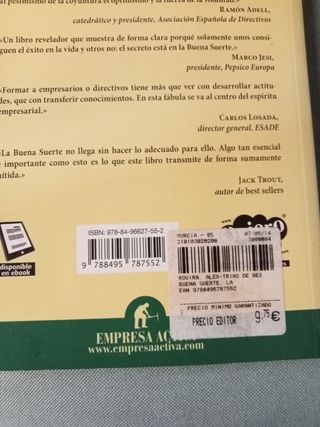 al pesimismo de la coyuntura el optimismo y la fuerza de la voluntad.»
RAMÓN ADELL,
catedrático y presidente, Asociación Española de Directivos
«Un libro revelador que muestra de forma clara porqué solamente unos consi-
guen el éxito en la vida y otros no: el secreto está en la Buena Suerte.»
MARCO JESI,
presidente, Pepsico Europa
«Formar a empresarios o directivos tiene más que ver con desarrollar actitu-
des, que con transferir conocimientos. En esta fábula se va al centro del espíritu
empresarial.»
CARLOS LOSADA,
director general, ESADE
«La Buena Suerte no llega sin hacer lo adecuado para ello. Algo tan esencial
e importante como esto es lo que este libro transmite de forma sumamente
JACK TROUT,
autor de best sellers
disponible
en ebook
ISBN: 978-84-96627-55-2
9 788495 787552
MURCIA - 05 07/05/14
210103020200 2000084
ROVIRA, ALEX-TRIAS DE BES
BUENA SUERTE, LA
EAN 9788495787552
PRECIO MINIMO GARANTIZADO
PRECIO EDITOR 9.75€
EMPRESA
www.empresaactiva.com